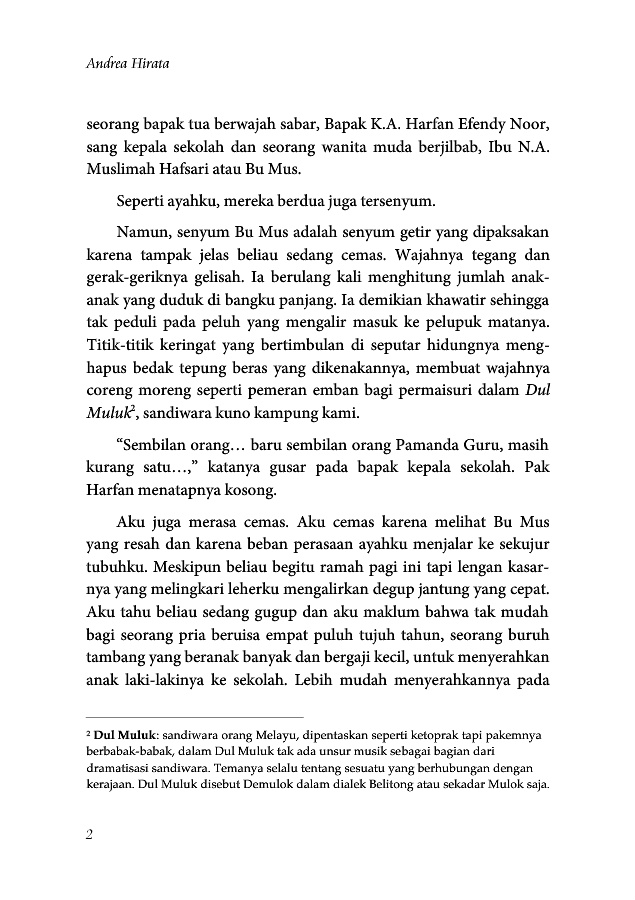 Andrea Hirata
seorang bapak tua berwajah sabar, Bapak K.A. Harfan Efendy Noor,
sang kepala sekolah dan seorang wanita muda berjilbab, Ibu N.A.
Muslimah Hafsari atau Bu Mus.
Seperti ayahku, mereka berdua juga tersenyum.
Namun, senyum Bu Mus adalah senyum getir yang dipaksakan
karena tampak jelas beliau sedang cemas. Wajahnya tegang dan
gerak-geriknya gelisah. Ia berulang kali menghitung jumlah anak-
anak yang duduk di bangku panjang. Ia demikian khawatir sehingga
tak peduli pada peluh yang mengalir masuk ke pelupuk matanya.
Titik-titik keringat yang bertimbulan di seputar hidungnya meng-
hapus bedak tepung beras yang dikenakannya, membuat wajahnya
coreng moreng seperti pemeran emban bagi permaisuri dalam Dul
Muluk², sandiwara kuno kampung kami.
“Sembilan orang… baru sembilan orang Pamanda Guru, masih
kurang satu…,” katanya gusar pada bapak kepala sekolah. Pak
Harfan menatapnya kosong.
Aku juga merasa cemas. Aku cemas karena melihat Bu Mus
yang resah dan karena beban perasaan ayahku menjalar ke sekujur
tubuhku. Meskipun beliau begitu ramah pagi ini tapi lengan kasar-
nya yang melingkari leherku mengalirkan degup jantung yang cepat.
Aku tahu beliau sedang gugup dan aku maklum bahwa tak mudah
bagi seorang pria beruisa empat puluh tujuh tahun, seorang buruh
tambang yang beranak banyak dan bergaji kecil, untuk menyerahkan
anak laki-lakinya ke sekolah. Lebih mudah menyerahkannya pada
² Dul Muluk: sandiwara orang Melayu, dipentaskan seperti ketoprak tapi pakemnya
berbabak-babak, dalam Dul Muluk tak ada unsur musik sebagai bagian dari
dramatisasi sandiwara. Temanya selalu tentang sesuatu yang berhubungan dengan
kerajaan. Dul Muluk disebut Demulok dalam dialek Belitong atau sekadar Mulok saja.
2